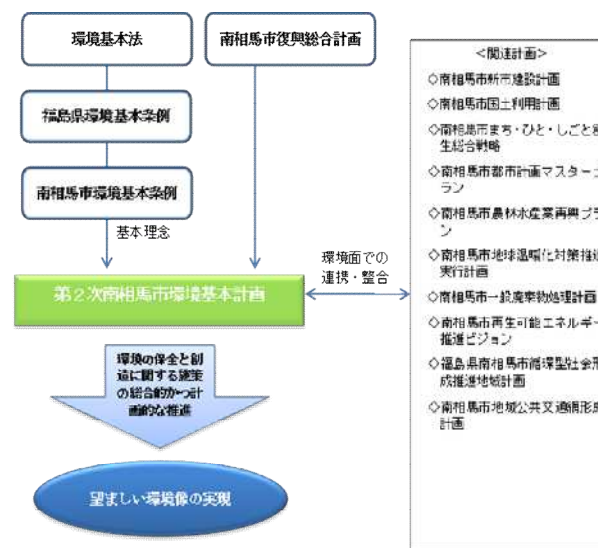 環境基本法
南相馬市復興総合計画
福島県環境基本条例
南相馬市環境基本条例
基本理念
環境面での
連携・整合
第2次南相馬市環境基本計画
環境の保全と創
造に関する施策
の総合的かつ計
画的な推進
望ましい環境像の実現
<関連計画>
◇南相馬市新市建設計画
◇南相馬市国土利用計画
◇南相馬市まち・ひと・しごと
生総合戦略
◇南相馬市都市計画マスター
ラン
◇南相馬市農林水産業再興プ
ン
◇南相馬市地球温暖化対策推進
実行計画
◇南相馬市一般廃棄物処理計画
◇南相馬市再生可能エネルギー
推進ビジョン
◇福島県南相馬市循環型社会形
成推進地域計画
◇南相馬市地域公共交通網形成
計画